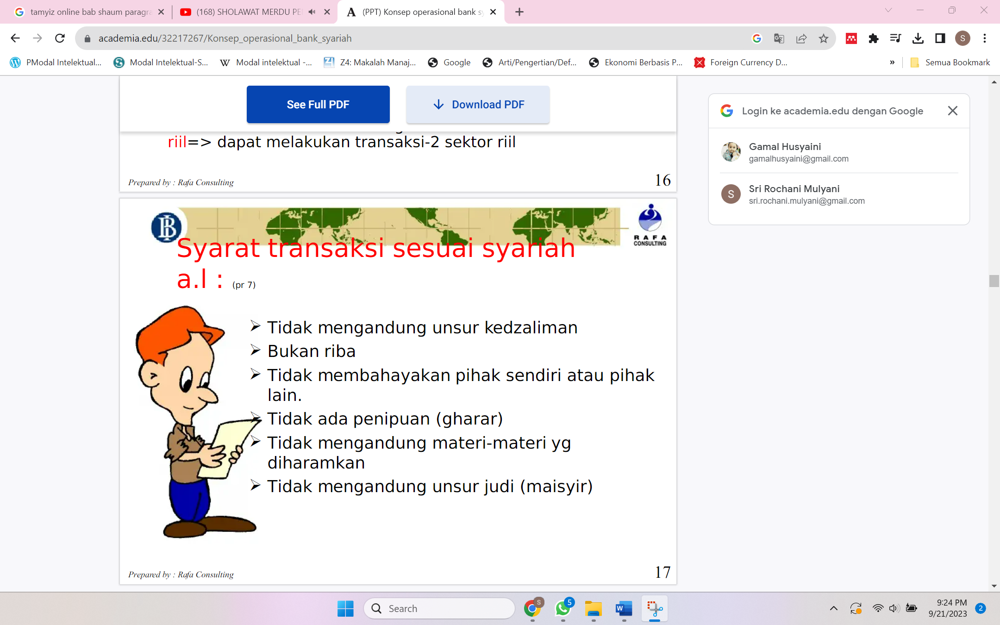 tamyiz online bab shaum paragra
(168) SHOLAWAT MERDU PE
(PPT) Konsep operasional bank s
academia.edu/32217267/Konsep_operasional_bank_syariah
S
PModal Intelektual...
Modal Intelektual-S...
W Modal intelektual -...
Z4: Makalah Manaj...
Google
Arti/Pengertian/Def...
Ekonomi Berbasis P...
Foreign Currency D...
»
Semua Bookmark
See Full PDF
Download PDF
riil=> dapat melakukan transaksi-2 sektor riil
Prepared by : Rafa Consulting
16
Login ke academia.edu dengan Google
Gamal Husyaini
gamalhusyaini@gmail.com
S
Sri Rochani Mulyani
sri.rochani.mulyani@gmail.com
RAFA
CONSULTING
Syarat transaksi sesuai syariah
a.l : (pr 7)
Tidak mengandung unsur kedzaliman
Bukan riba
Tidak membahayakan pihak sendiri atau pihak
lain.
Tidak ada penipuan (gharar)
Tidak mengandung materi-materi yg
diharamkan
Tidak mengandung unsur judi (maisyir)
Prepared by : Rafa Consulting
17
Search
S
5
W
9:24 PM
9/21/2023
2